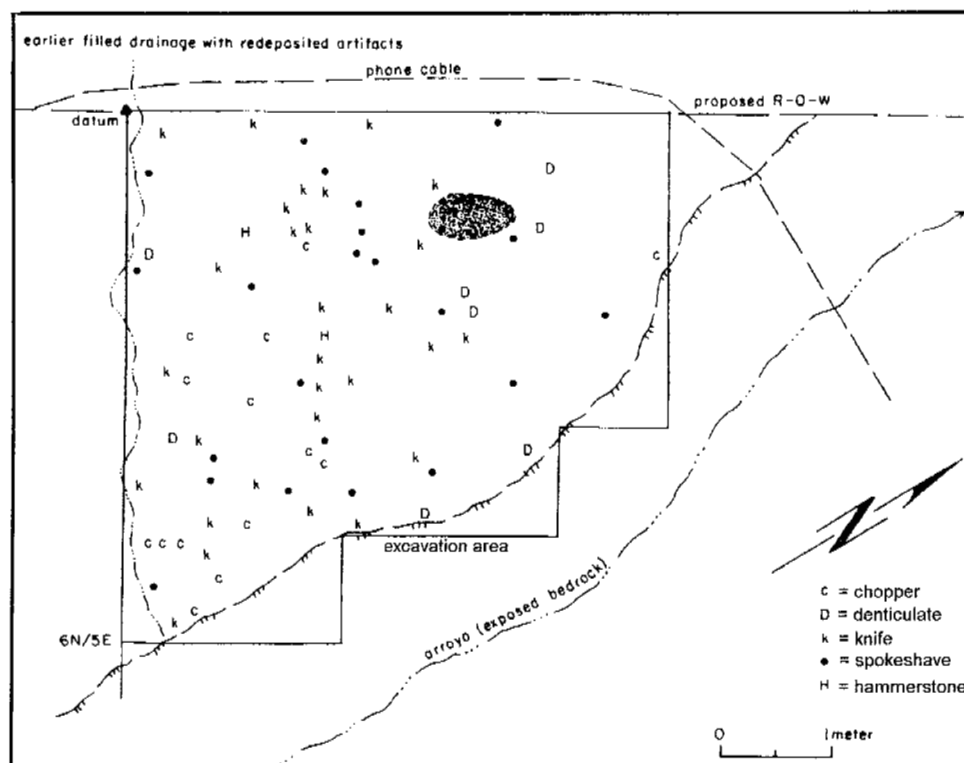 earlier filled drainage with redeposited artifacts
phone cable
proposed R-O-W
datum
k k
k
D
k
k k
k
H k k D
c k
D c
k
D
k k D
c c H k
k
k
k c k
k
c
k
D k
c D
k
c
k k
k D
k c k
c c c
excavation area
k
c
c
k
6N/5E
arroyo (exposed bedrock)
c = chopper
D = denticulate
k = knife
• = spokeshave
H = hammerstone
0 1 meter